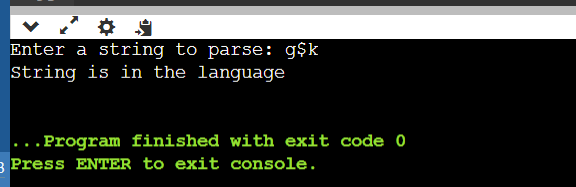 Enter a string to parse: g$k
String is in the language
...Program finished with exit code 0
Press ENTER to exit console.